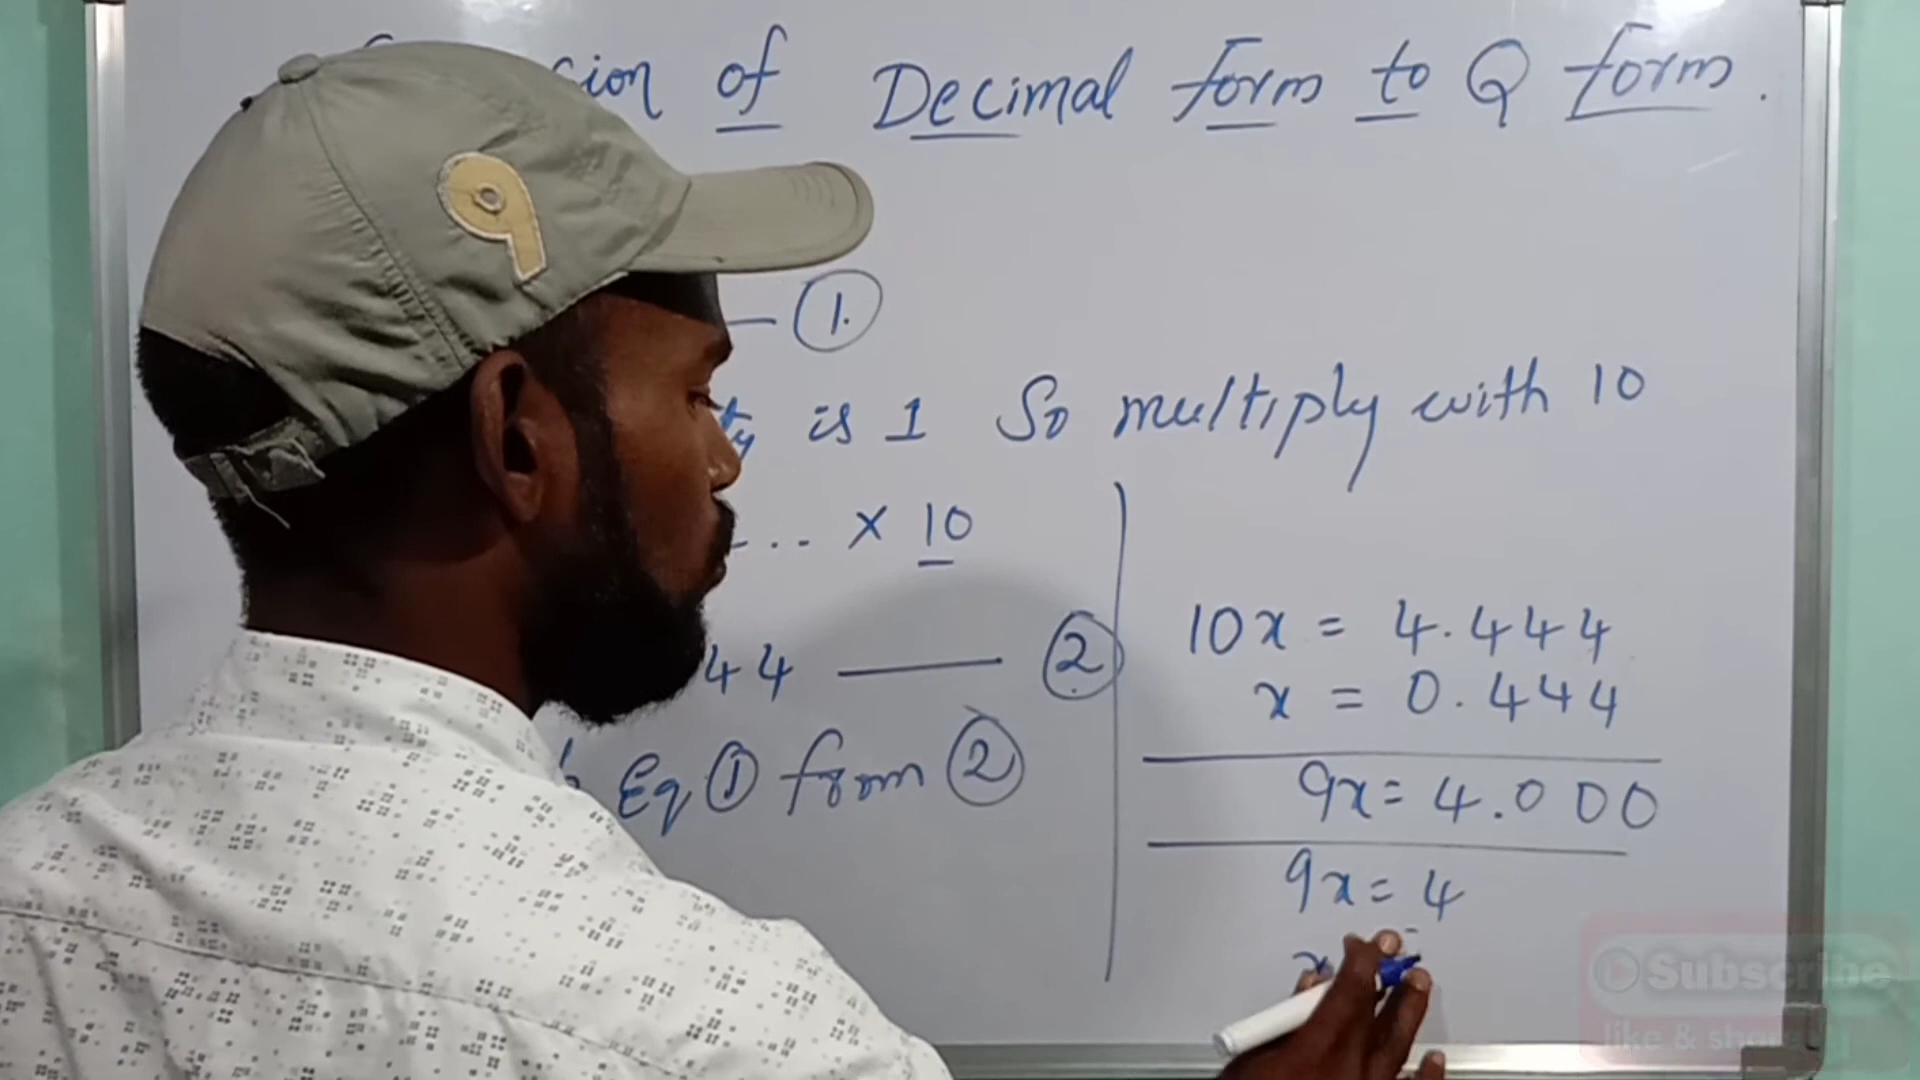 of Decimal form to Q form.
9
— 1.
is 1 So multiply with 10
... × 10
44 — 2
Eq 1 from 2
10x = 4.444
x = 0.444
9x = 4.000
9x = 4
x
Subscribe
like & share